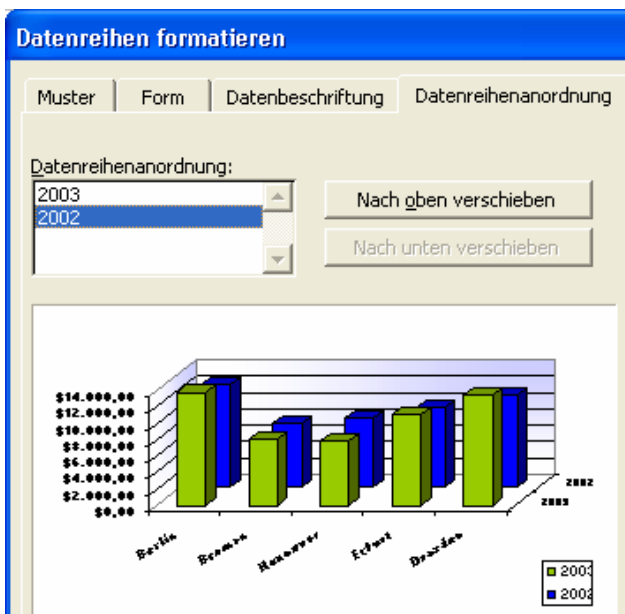 Datenreihen formatieren
Muster Form Datenbeschriftung Datenreihenanordnung
Datenreihenanordnung:
2003
2002
Nach oben verschieben
Nach unten verschieben
$14.000,00
$12.000,00
$10.000,00
$8.000,00
$6.000,00
$4.000,00
$2.000,00
$0,00
Berlin
Bremen
Hannover
Erfurt
Dresden
2002
2003
2003
2002